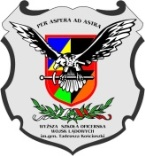 PER ASPERA AD ASTRA
WYŻSZA SZKOŁA OFICERSKA
WOJSK LĄDOWYCH
im.gen. Tadeusza Kościuszki